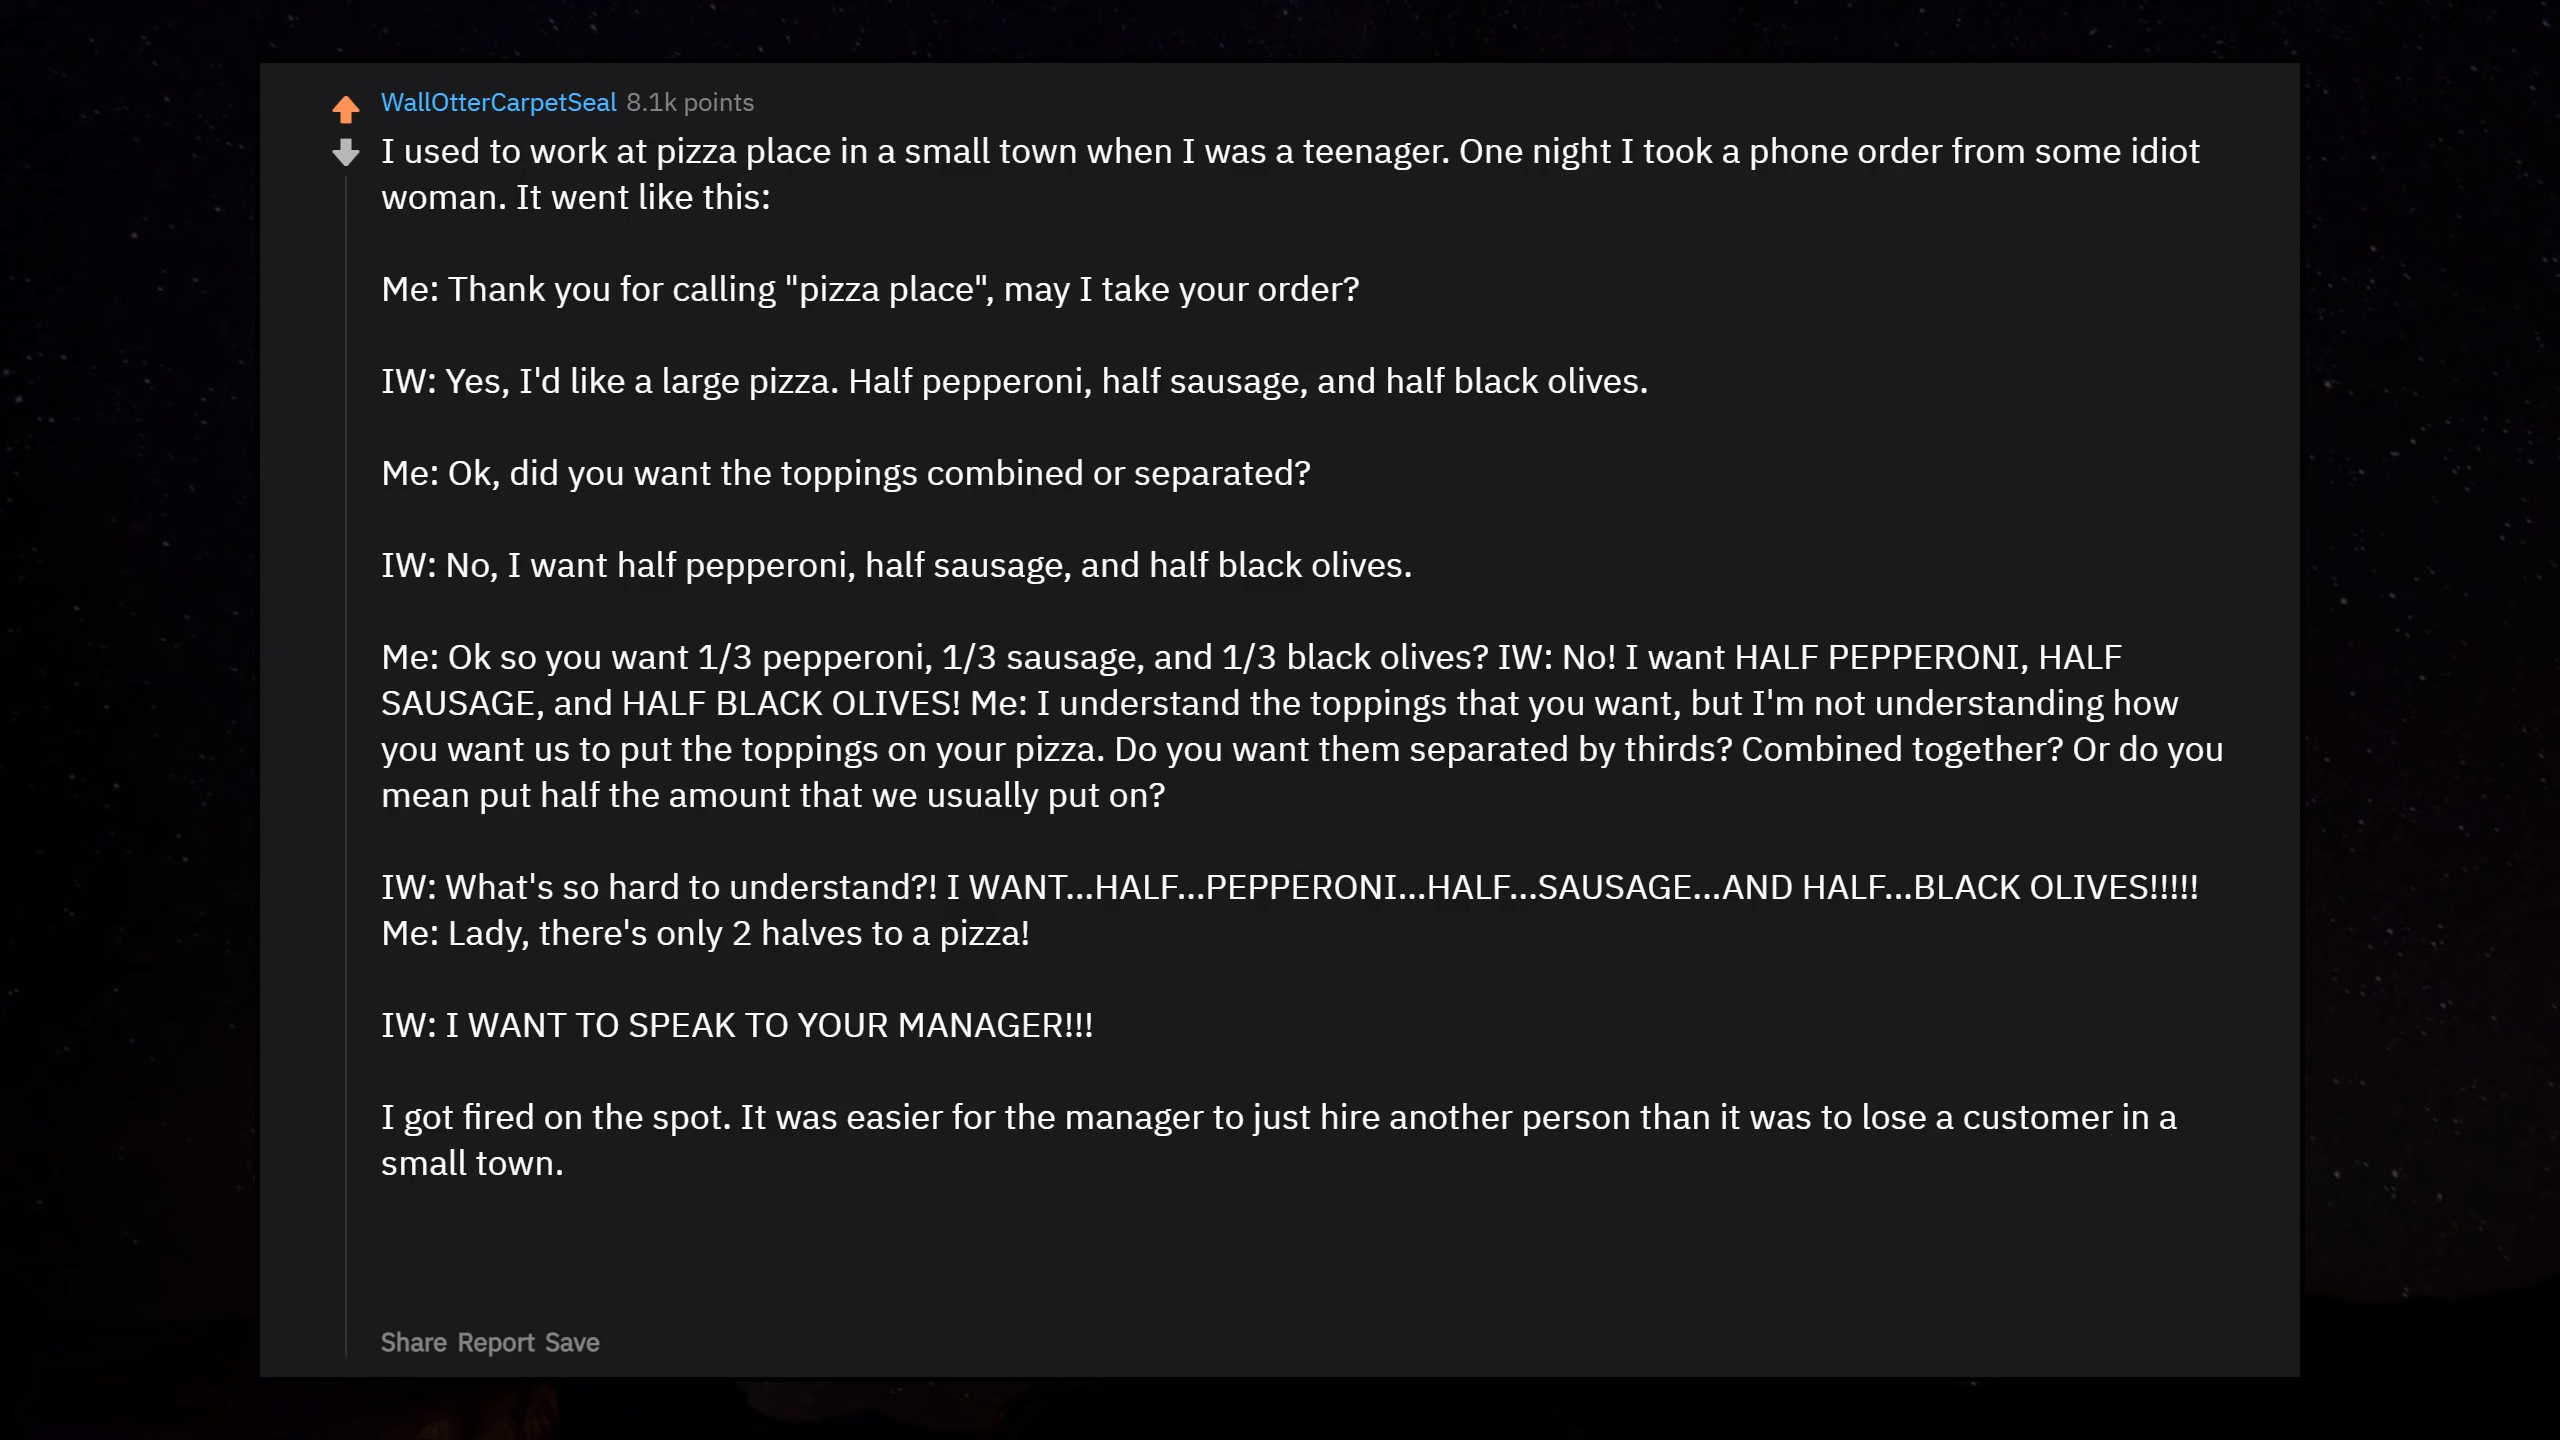 WallOtterCarpetSeal 8.1k points
I used to work at pizza place in a small town when I was a teenager. One night I took a phone order from some idiot
woman. It went like this:
Me: Thank you for calling "pizza place", may I take your order?
IW: Yes, I'd like a large pizza. Half pepperoni, half sausage, and half black olives.
Me: Ok, did you want the toppings combined or separated?
IW: No, I want half pepperoni, half sausage, and half black olives.
Me: Ok so you want 1/3 pepperoni, 1/3 sausage, and 1/3 black olives? IW: No! I want HALF PEPPERONI, HALF
SAUSAGE, and HALF BLACK OLIVES! Me: I understand the toppings that you want, but I'm not understanding how
you want us to put the toppings on your pizza. Do you want them separated by thirds? Combined together? Or do you
mean put half the amount that we usually put on?
IW: What's so hard to understand?! I WANT...HALF...PEPPERONI...HALF...SAUSAGE...AND HALF...BLACK OLIVES!!!!!
Me: Lady, there's only 2 halves to a pizza!
IW: I WANT TO SPEAK TO YOUR MANAGER!!!
I got fired on the spot. It was easier for the manager to just hire another person than it was to lose a customer in a
small town.
Share Report Save